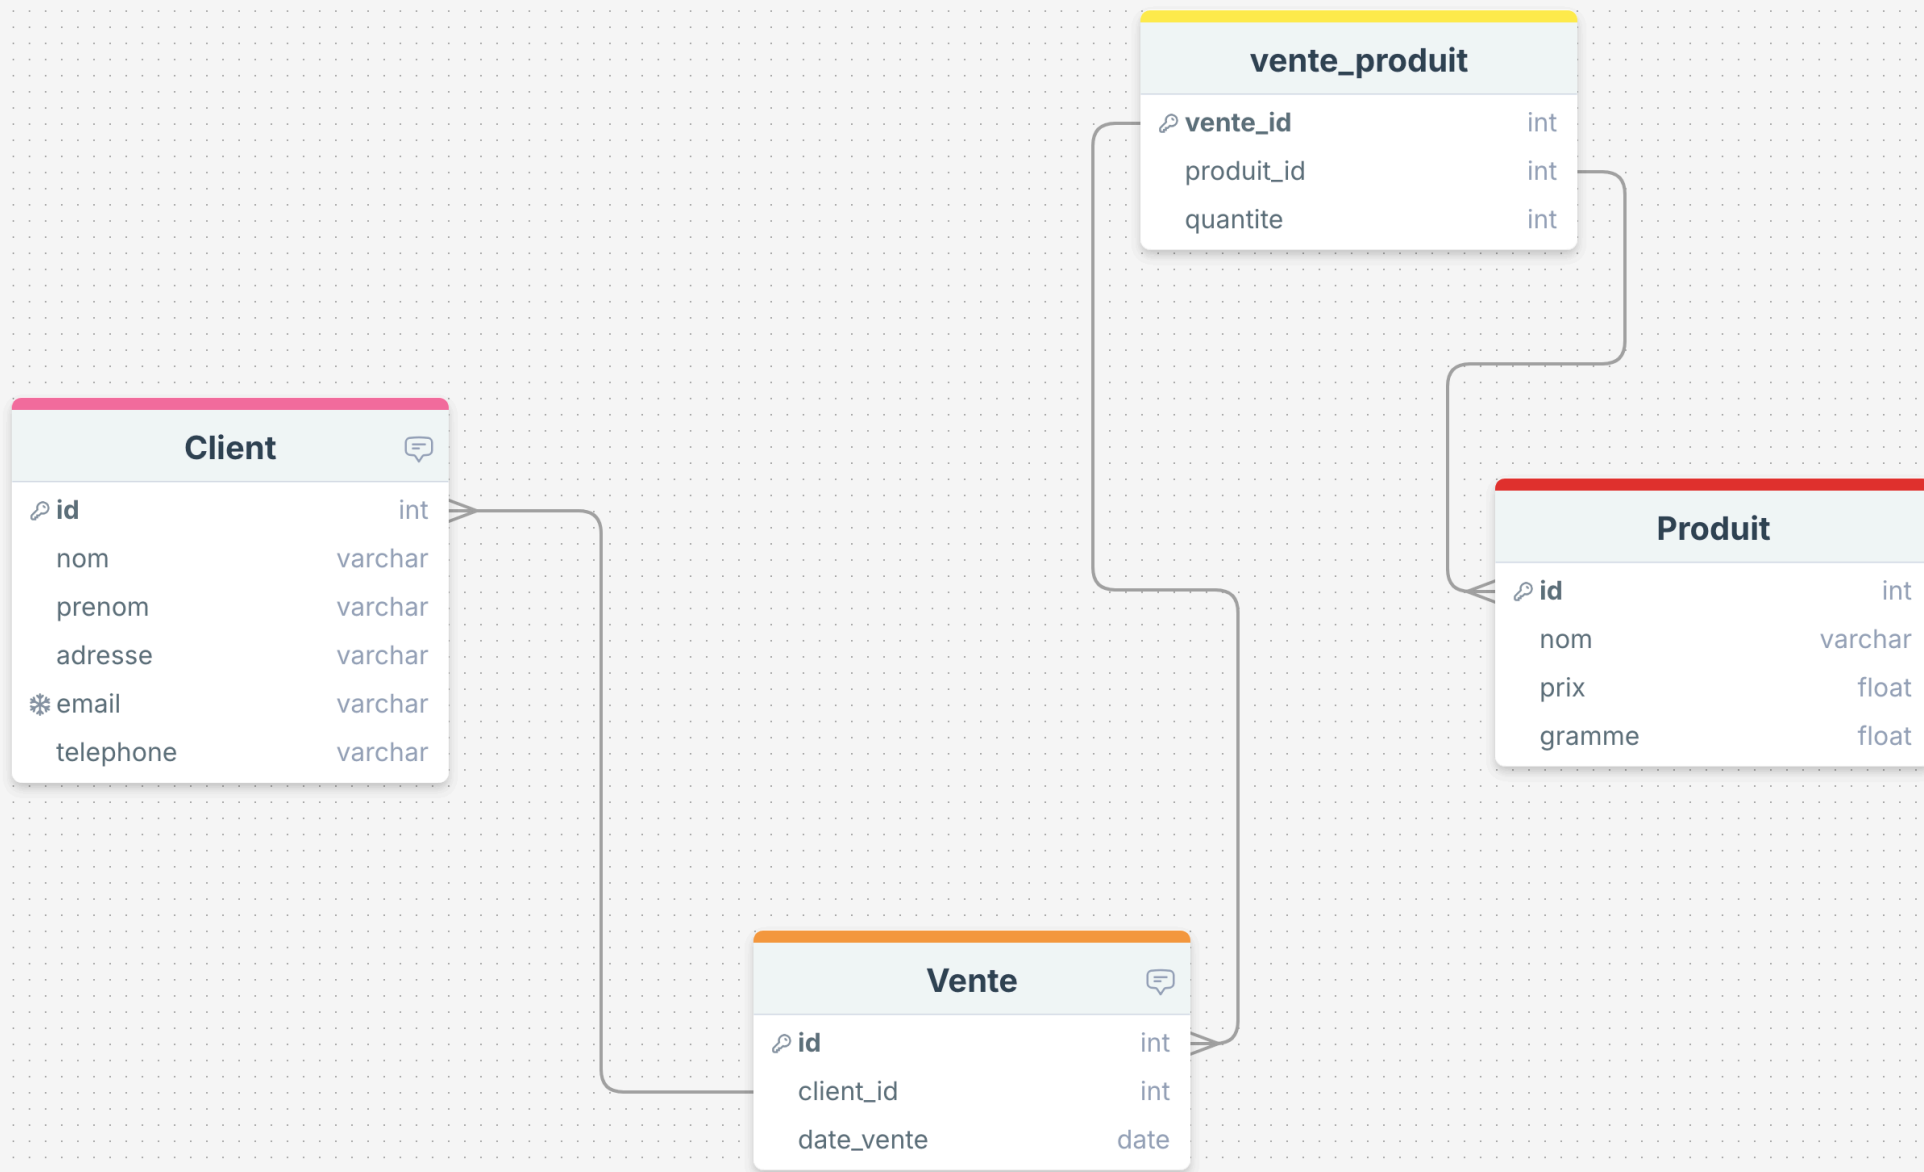 vente_produit
vente_id int
produit_id int
quantite int
Client
id int
nom varchar
prenom varchar
adresse varchar
email varchar
telephone varchar
Produit
id int
nom varchar
prix float
gramme float
Vente
id int
client_id int
date_vente date